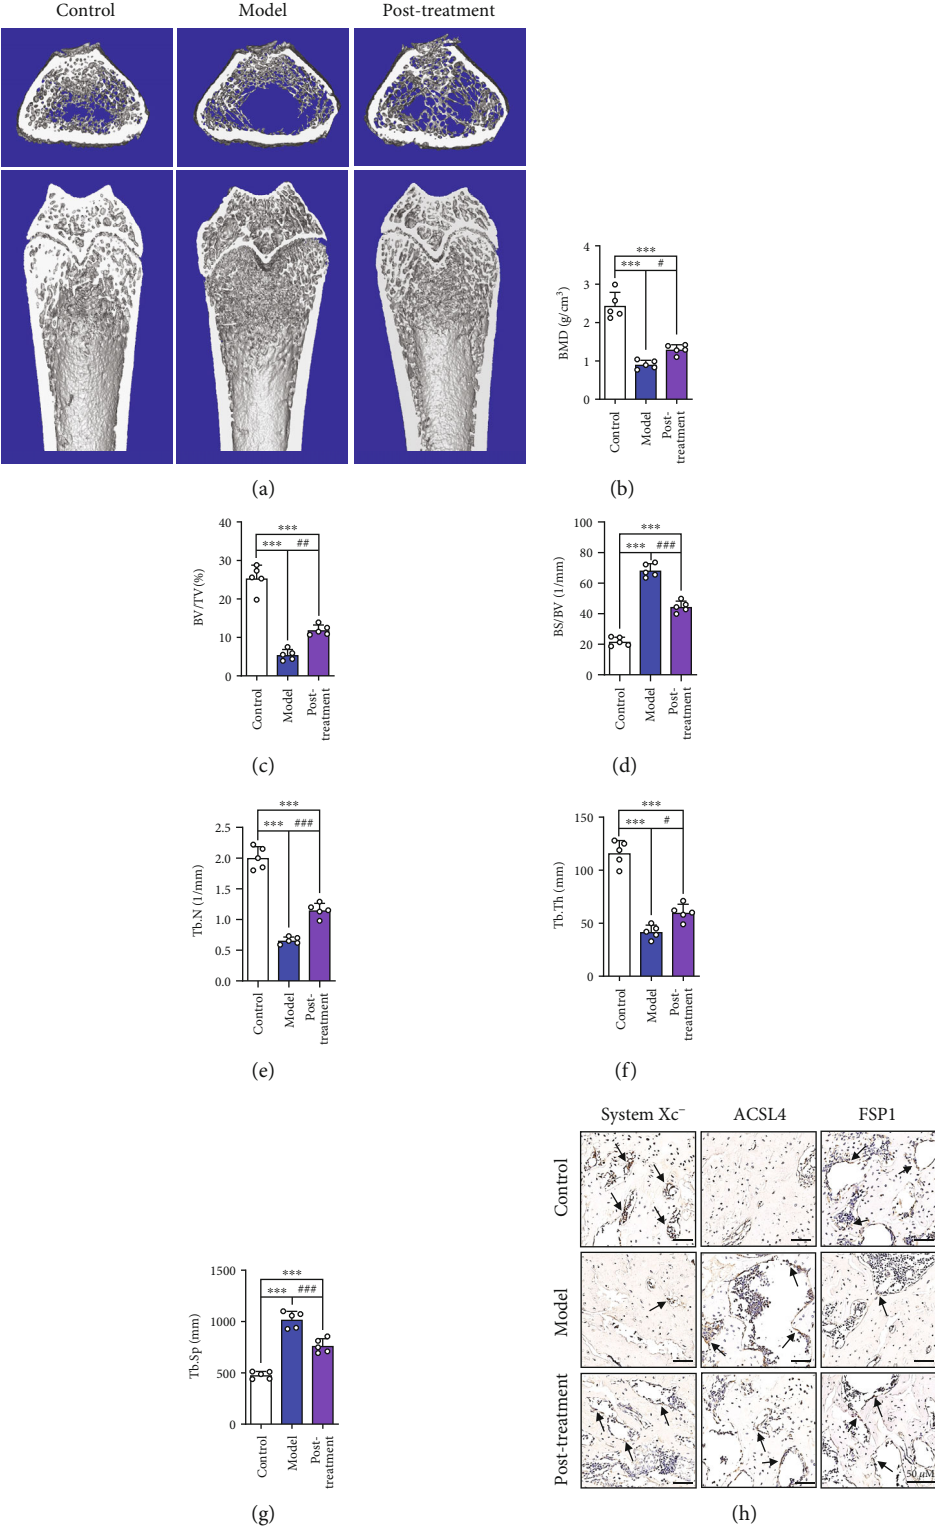 Control Model Post-treatment
(a)
BMD (g/cm³)
4
3
2
1
0
***
*** #
Control
Model
Post-
treatment
(b)
BV/TV(%)
40
30
20
10
0
***
*** ##
Control
Model
Post-
treatment
(c)
BS/BV (1/mm)
100
80
60
40
20
0
***
*** ###
Control
Model
Post-
treatment
(d)
Tb.N (1/mm)
2.5
2.0
1.5
1.0
0.5
0.0
***
*** ###
Control
Model
Post-
treatment
(e)
Tb.Th (mm)
150
100
50
0
***
*** #
Control
Model
Post-
treatment
(f)
Tb.Sp (mm)
1500
1000
500
0
***
*** ###
Control
Model
Post-
treatment
(g)
System Xc⁻ ACSL4 FSP1
Control
Model
Post-treatment
50 μM
(h)